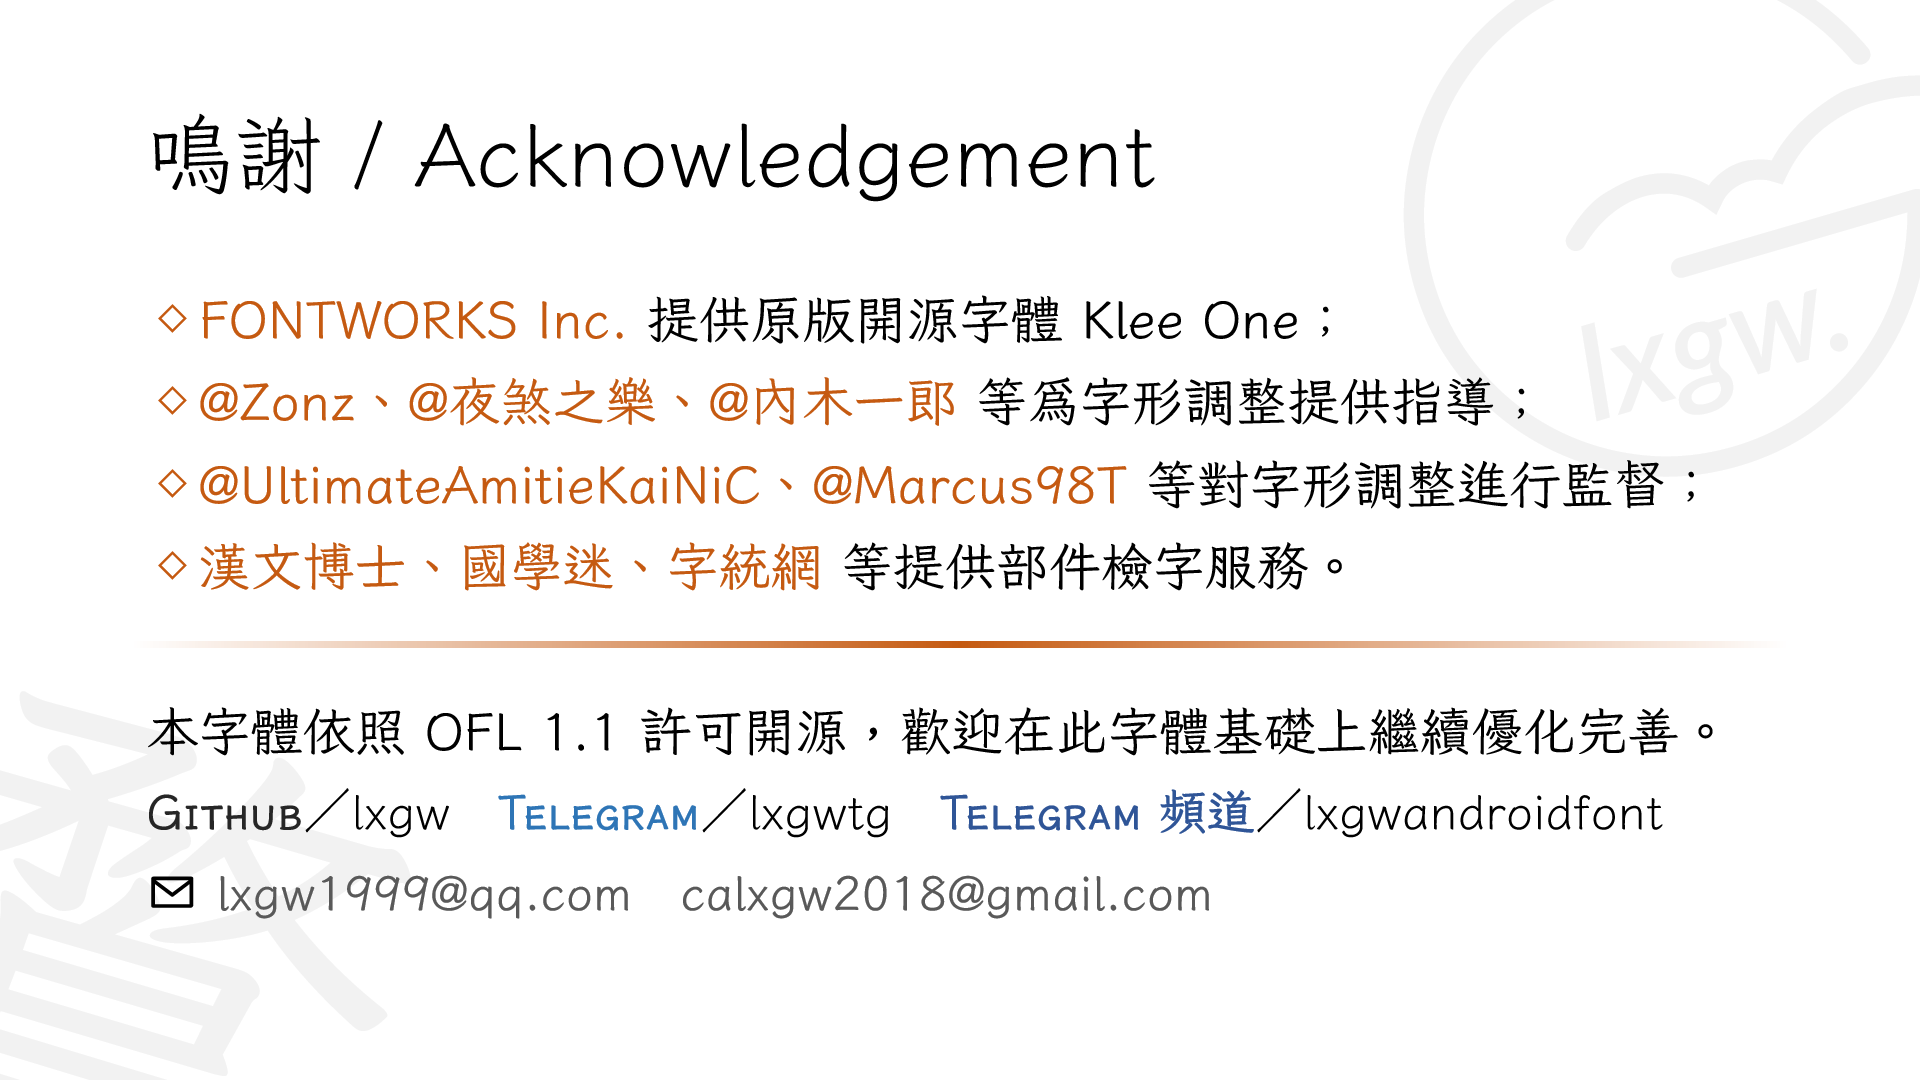 鳴謝 / Acknowledgement
lxgw.
◇FONTWORKS Inc. 提供原版開源字體 Klee One；
◇@Zonz、@夜煞之樂、@內木一郎 等爲字形調整提供指導；
◇@UltimateAmitieKaiNiC、@Marcus98T 等對字形調整進行監督；
◇漢文博士、國學迷、字統網 等提供部件檢字服務。
本字體依照 OFL 1.1 許可開源，歡迎在此字體基礎上繼續優化完善。
GITHUB／lxgw TELEGRAM／lxgwtg TELEGRAM 頻道／lxgwandroidfont
lxgw1999@qq.com calxgw2018@gmail.com